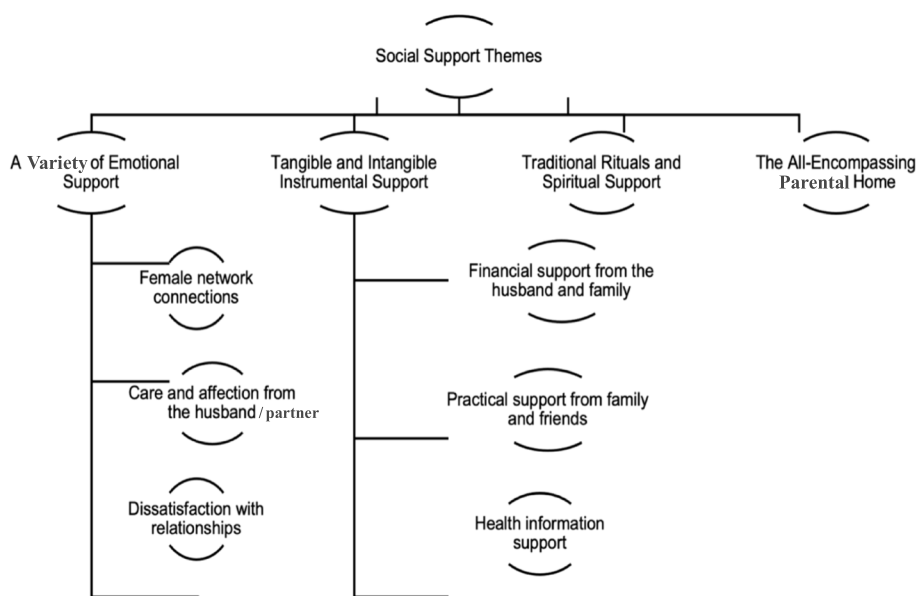 Social Support Themes
A Variety of Emotional
Support
Tangible and Intangible
Instrumental Support
Traditional Rituals and
Spiritual Support
The All-Encompassing
Parental Home
Female network
connections
Care and affection from
the husband / partner
Dissatisfaction with
relationships
Financial support from the
husband and family
Practical support from family
and friends
Health information
support